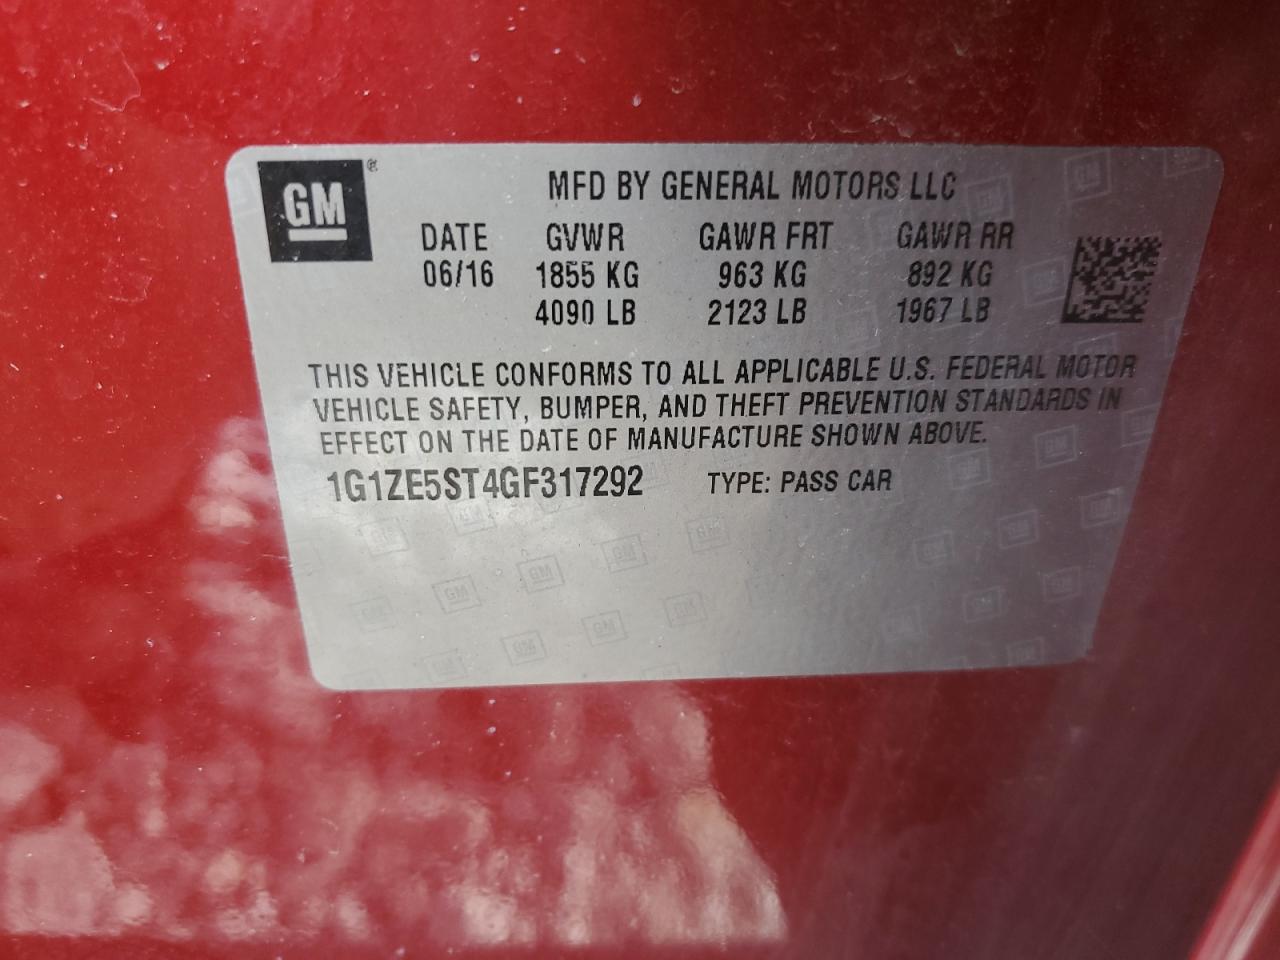 GM ®
MFD BY GENERAL MOTORS LLC
DATE GVWR GAWR FRT GAWR RR
06/16 1855 KG 963 KG 892 KG
4090 LB 2123 LB 1967 LB
THIS VEHICLE CONFORMS TO ALL APPLICABLE U.S. FEDERAL MOTOR
VEHICLE SAFETY, BUMPER, AND THEFT PREVENTION STANDARDS IN
EFFECT ON THE DATE OF MANUFACTURE SHOWN ABOVE.
1G1ZE5ST4GF317292 TYPE: PASS CAR